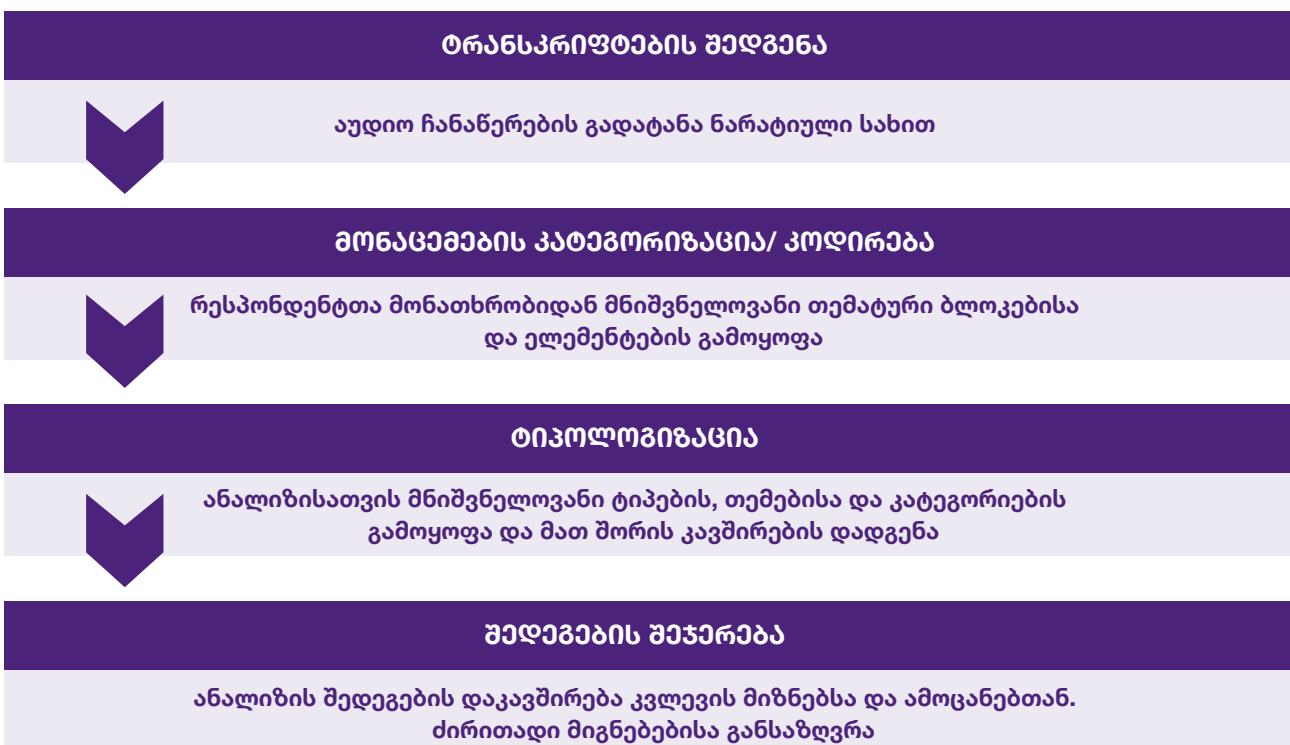 ტრანსკრიფტების შედგენა
აუდიო ჩანაწერების გადატანა ნარატიული სახით
მონაცემების კატეგორიზაცია/ კოდირება
რესპონდენტთა მონათხრობიდან მნიშვნელოვანი თემატური ბლოკებისა
და ელემენტების გამოყოფა
ტიპოლოგიზაცია
ანალიზისათვის მნიშვნელოვანი ტიპების, თემებისა და კატეგორიების
გამოყოფა და მათ შორის კავშირების დადგენა
შედეგების შეჯერება
ანალიზის შედეგების დაკავშირება კვლევის მიზნებსა და ამოცანებთან.
ძირითადი მიგნებებისა განსაზღვრა